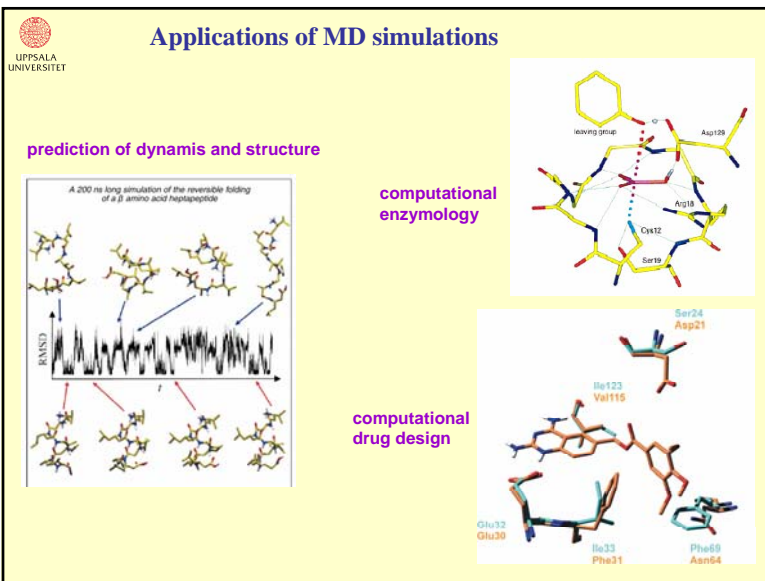 UPPSALA
UNIVERSITET
Applications of MD simulations
prediction of dynamis and structure
A 200 ns long simulation of the reversible folding
of a β amino acid heptapeptide
RMSD
t
computational
enzymology
leaving group
Asp129
Arg18
Cys12
Ser19
computational
drug design
Ser24
Asp21
Ile123
Val115
Glu32
Glu30
Ile33
Phe31
Phe69
Asn64